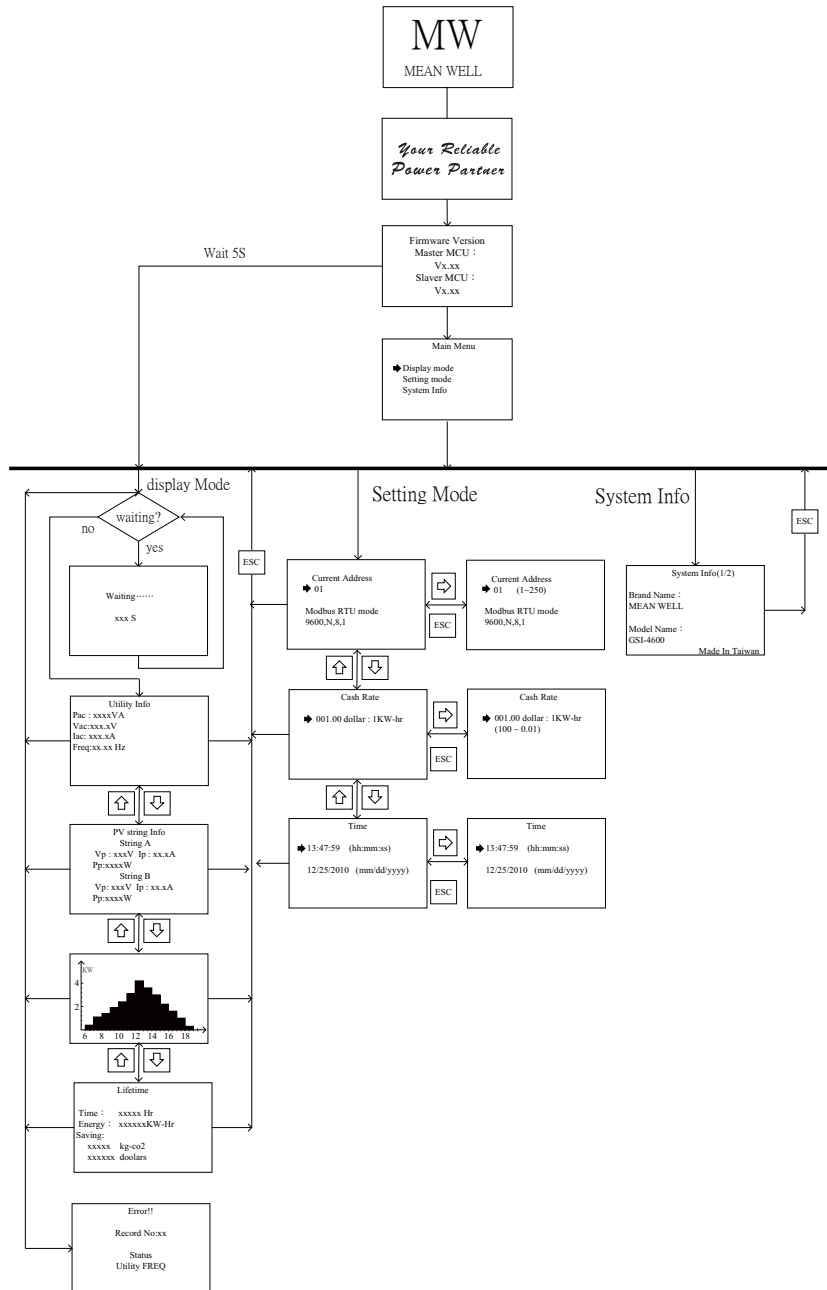 MW
MEAN WELL
Your Reliable
Power Partner
Firmware Version
Master MCU：
Vx.xx
Slaver MCU：
Vx.xx
Wait 5S
Main Menu
Display mode
Setting mode
System Info
display Mode
waiting?
no
yes
Waiting……
xxx S
Utility Info
Pac : xxxxVA
Vac:xxx.xV
Iac: xxx.xA
Freq:xx.xx Hz
PV string Info
String A
Vp : xxxV Ip : xx.xA
Pp:xxxxW
String B
Vp: xxxV Ip : xx.xA
Pp:xxxxW
KW
4
2
6 8 10 12 14 16 18
Lifetime
Time： xxxxx Hr
Energy： xxxxxxKW-Hr
Saving:
xxxxx kg-co2
xxxxxx doolars
Error!!
Record No:xx
Status
Utility FREQ
ESC
Setting Mode
Current Address
01
Modbus RTU mode
9600,N,8,1
ESC
Current Address
01 (1~250)
Modbus RTU mode
9600,N,8,1
Cash Rate
001.00 dollar : 1KW-hr
ESC
Cash Rate
001.00 dollar : 1KW-hr
(100 ~ 0.01)
Time
13:47:59 (hh:mm:ss)
12/25/2010 (mm/dd/yyyy)
ESC
Time
13:47:59 (hh:mm:ss)
12/25/2010 (mm/dd/yyyy)
System Info
System Info(1/2)
Brand Name：
MEAN WELL
Model Name：
GSI-4600
Made In Taiwan
ESC